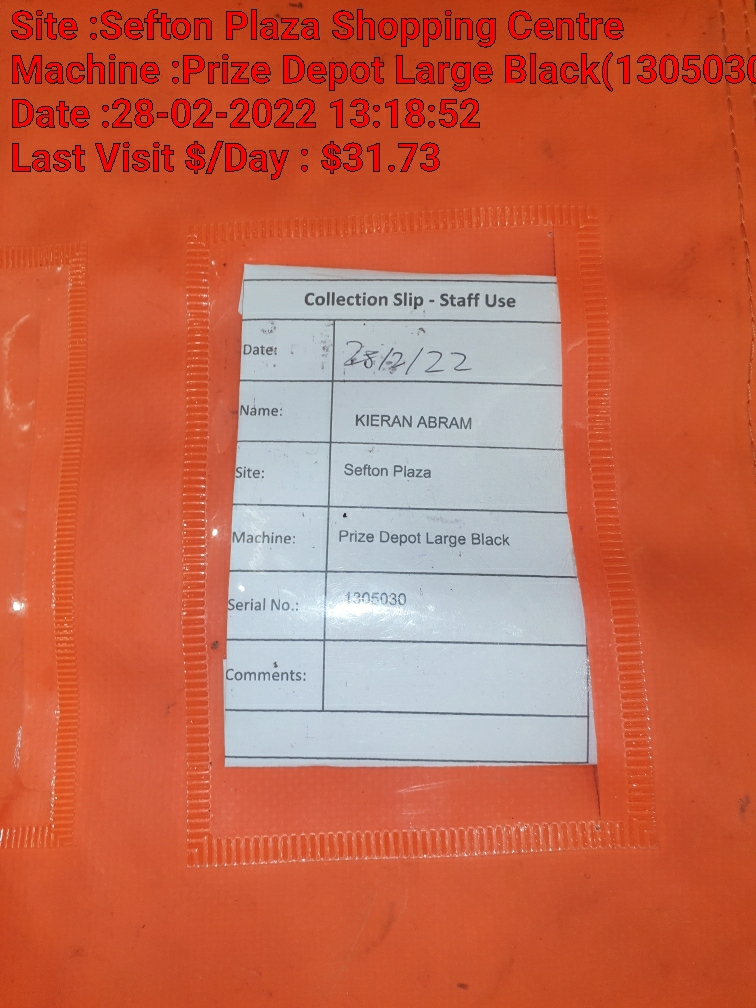 Site :Sefton Plaza Shopping Centre
Machine :Prize Depot Large Black(1305030
Date :28-02-2022 13:18:52
Last Visit $/Day : $31.73
Collection Slip - Staff Use
Date: 28/2/22
Name: KIERAN ABRAM
Site: Sefton Plaza
Machine: Prize Depot Large Black
Serial No.: 1305030
Comments: